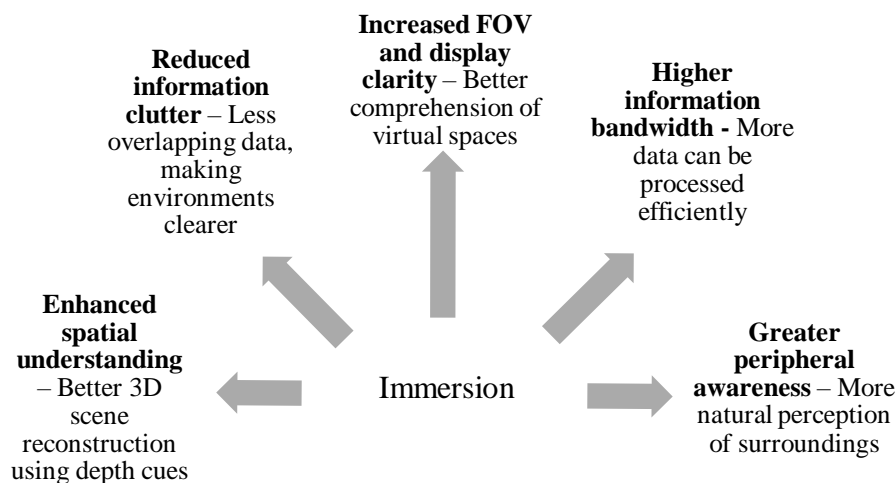 Enhanced
spatial
understanding
– Better 3D
scene
reconstruction
using depth cues
Reduced
information
clutter – Less
overlapping data,
making
environments
clearer
Increased FOV
and display
clarity – Better
comprehension of
virtual spaces
Higher
information
bandwidth - More
data can be
processed
efficiently
Greater
peripheral
awareness – More
natural perception
of surroundings
Immersion